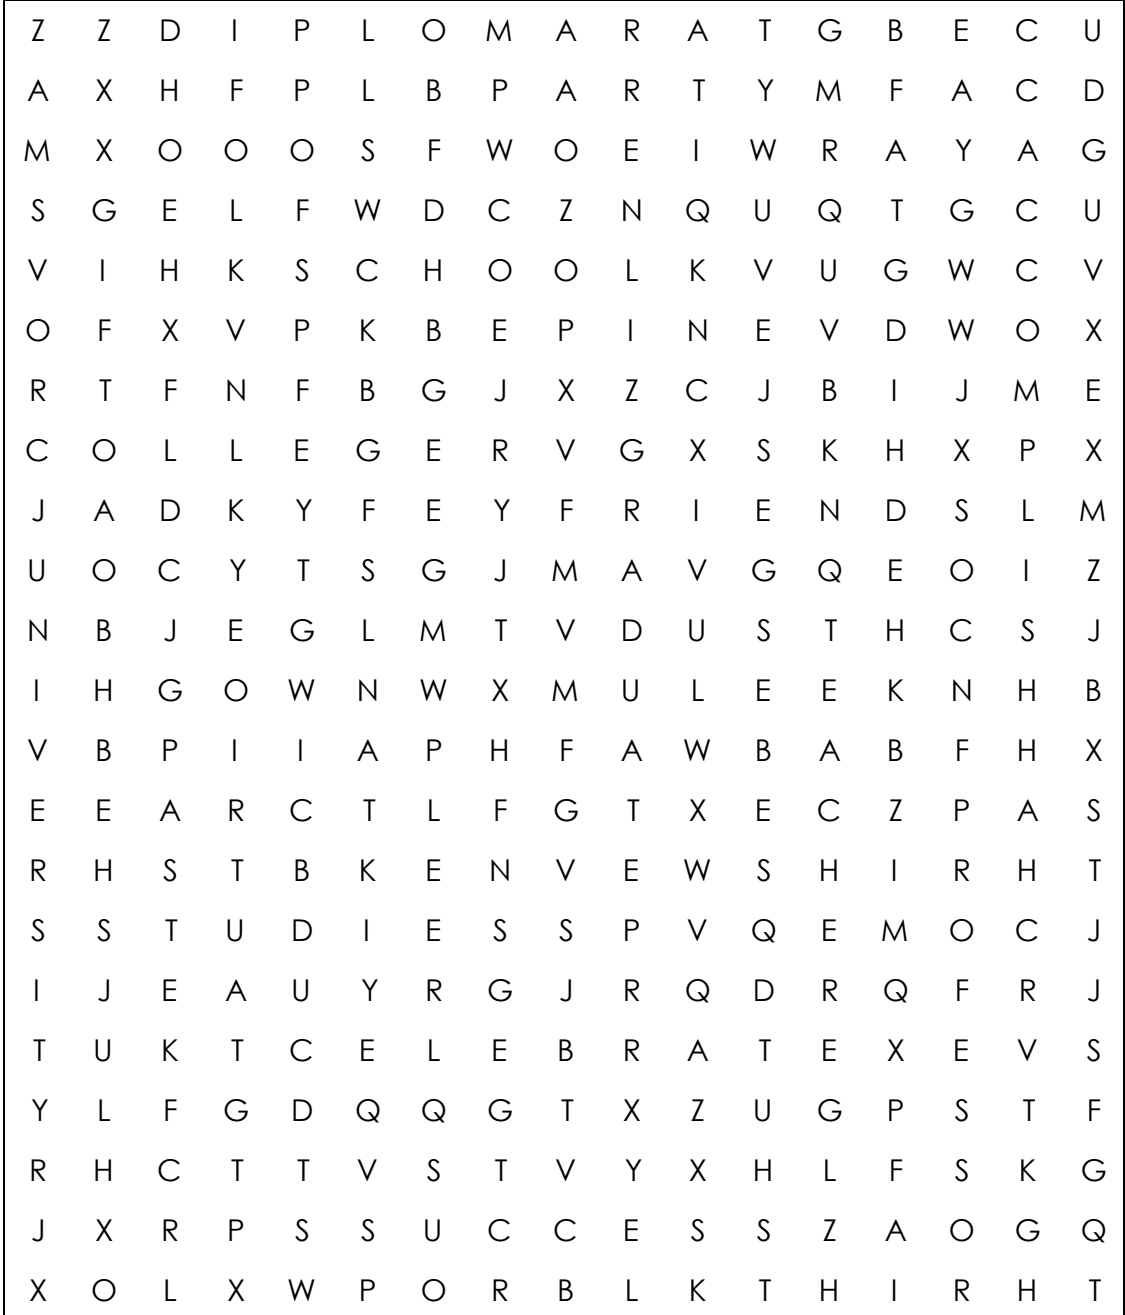 Z Z D I P L O M A R A T G B E C U
A X H F P L B P A R T Y M F A C D
M X O O O S F W O E I W R A Y A G
S G E L F W D C Z N Q U Q T G C U
V I H K S C H O O L K V U G W C V
O F X V P K B E P I N E V D W O X
R T F N F B G J X Z C J B I J M E
C O L L E G E R V G X S K H X P X
J A D K Y F E Y F R I E N D S L M
U O C Y T S G J M A V G Q E O I Z
N B J E G L M T V D U S T H C S J
I H G O W N W X M U L E E K N H B
V B P I I A P H F A W B A B F H X
E E A R C T L F G T X E C Z P A S
R H S T B K E N V E W S H I R H T
S S T U D I E S S P V Q E M O C J
I J E A U Y R G J R Q D R Q F R J
T U K T C E L E B R A T E X E V S
Y L F G D Q Q G T X Z U G P S T F
R H C T T V S T V Y X H L F S K G
J X R P S S U C C E S S Z A O G Q
X O L X W P O R B L K T H I R H T